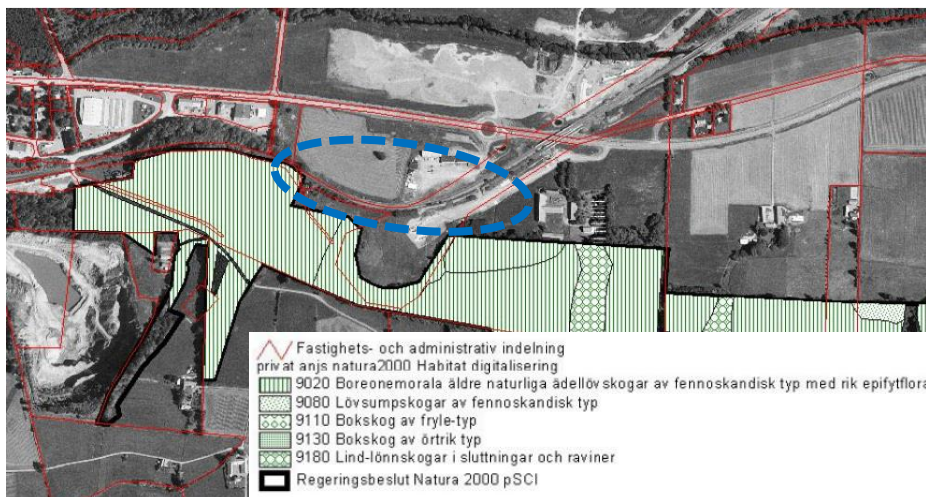 Fastighets- och administrativ indelning
privat anjs natura2000 Habitat digitalisering
9020 Boreonemorala äldre naturliga ädellövskogar av fennoskandisk typ med rik epifytflora
9080 Lövsumpskogar av fennoskandisk typ
9110 Bokskog av fryle-typ
9130 Bokskog av örtrik typ
9180 Lind-lönnskogar i sluttningar och raviner
Regeringsbeslut Natura 2000 pSCI